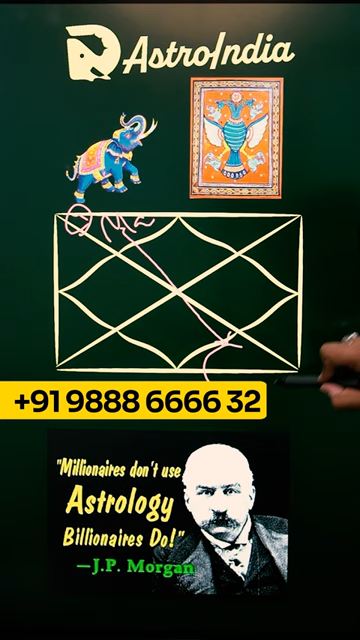 AstroIndia
+91 9888 6666 32
"Millionaires don't use
Astrology
Billionaires Do!"
—J.P. Morgan